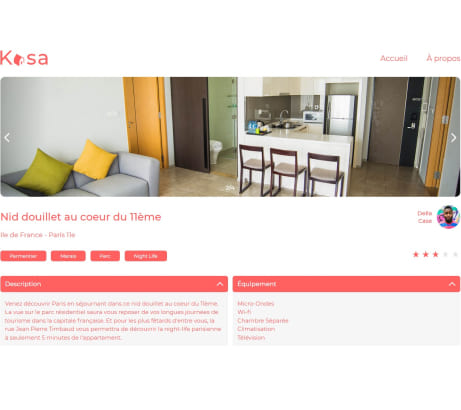 Kasa
Accueil
À propos
2/4
Nid douillet au coeur du 11ème
Ile de France - Paris 11e
Della
Case
Parmentier
Marais
Parc
Night Life
Description
Venez découvrir Paris en séjournant dans ce nid douillet au coeur du 11ème.
La vue sur le parc résidentiel saura vous reposer de vos longues journées de
tourisme dans la capitale française. Et pour les plus fêtards d'entre vous, la
rue Jean Pierre Timbaud vous permettra de découvrir la night-life parisienne
à seulement 5 minutes de l'appartement.
Équipement
Micro-Ondes
Wi-fi
Chambre Séparée
Climatisation
Télévision